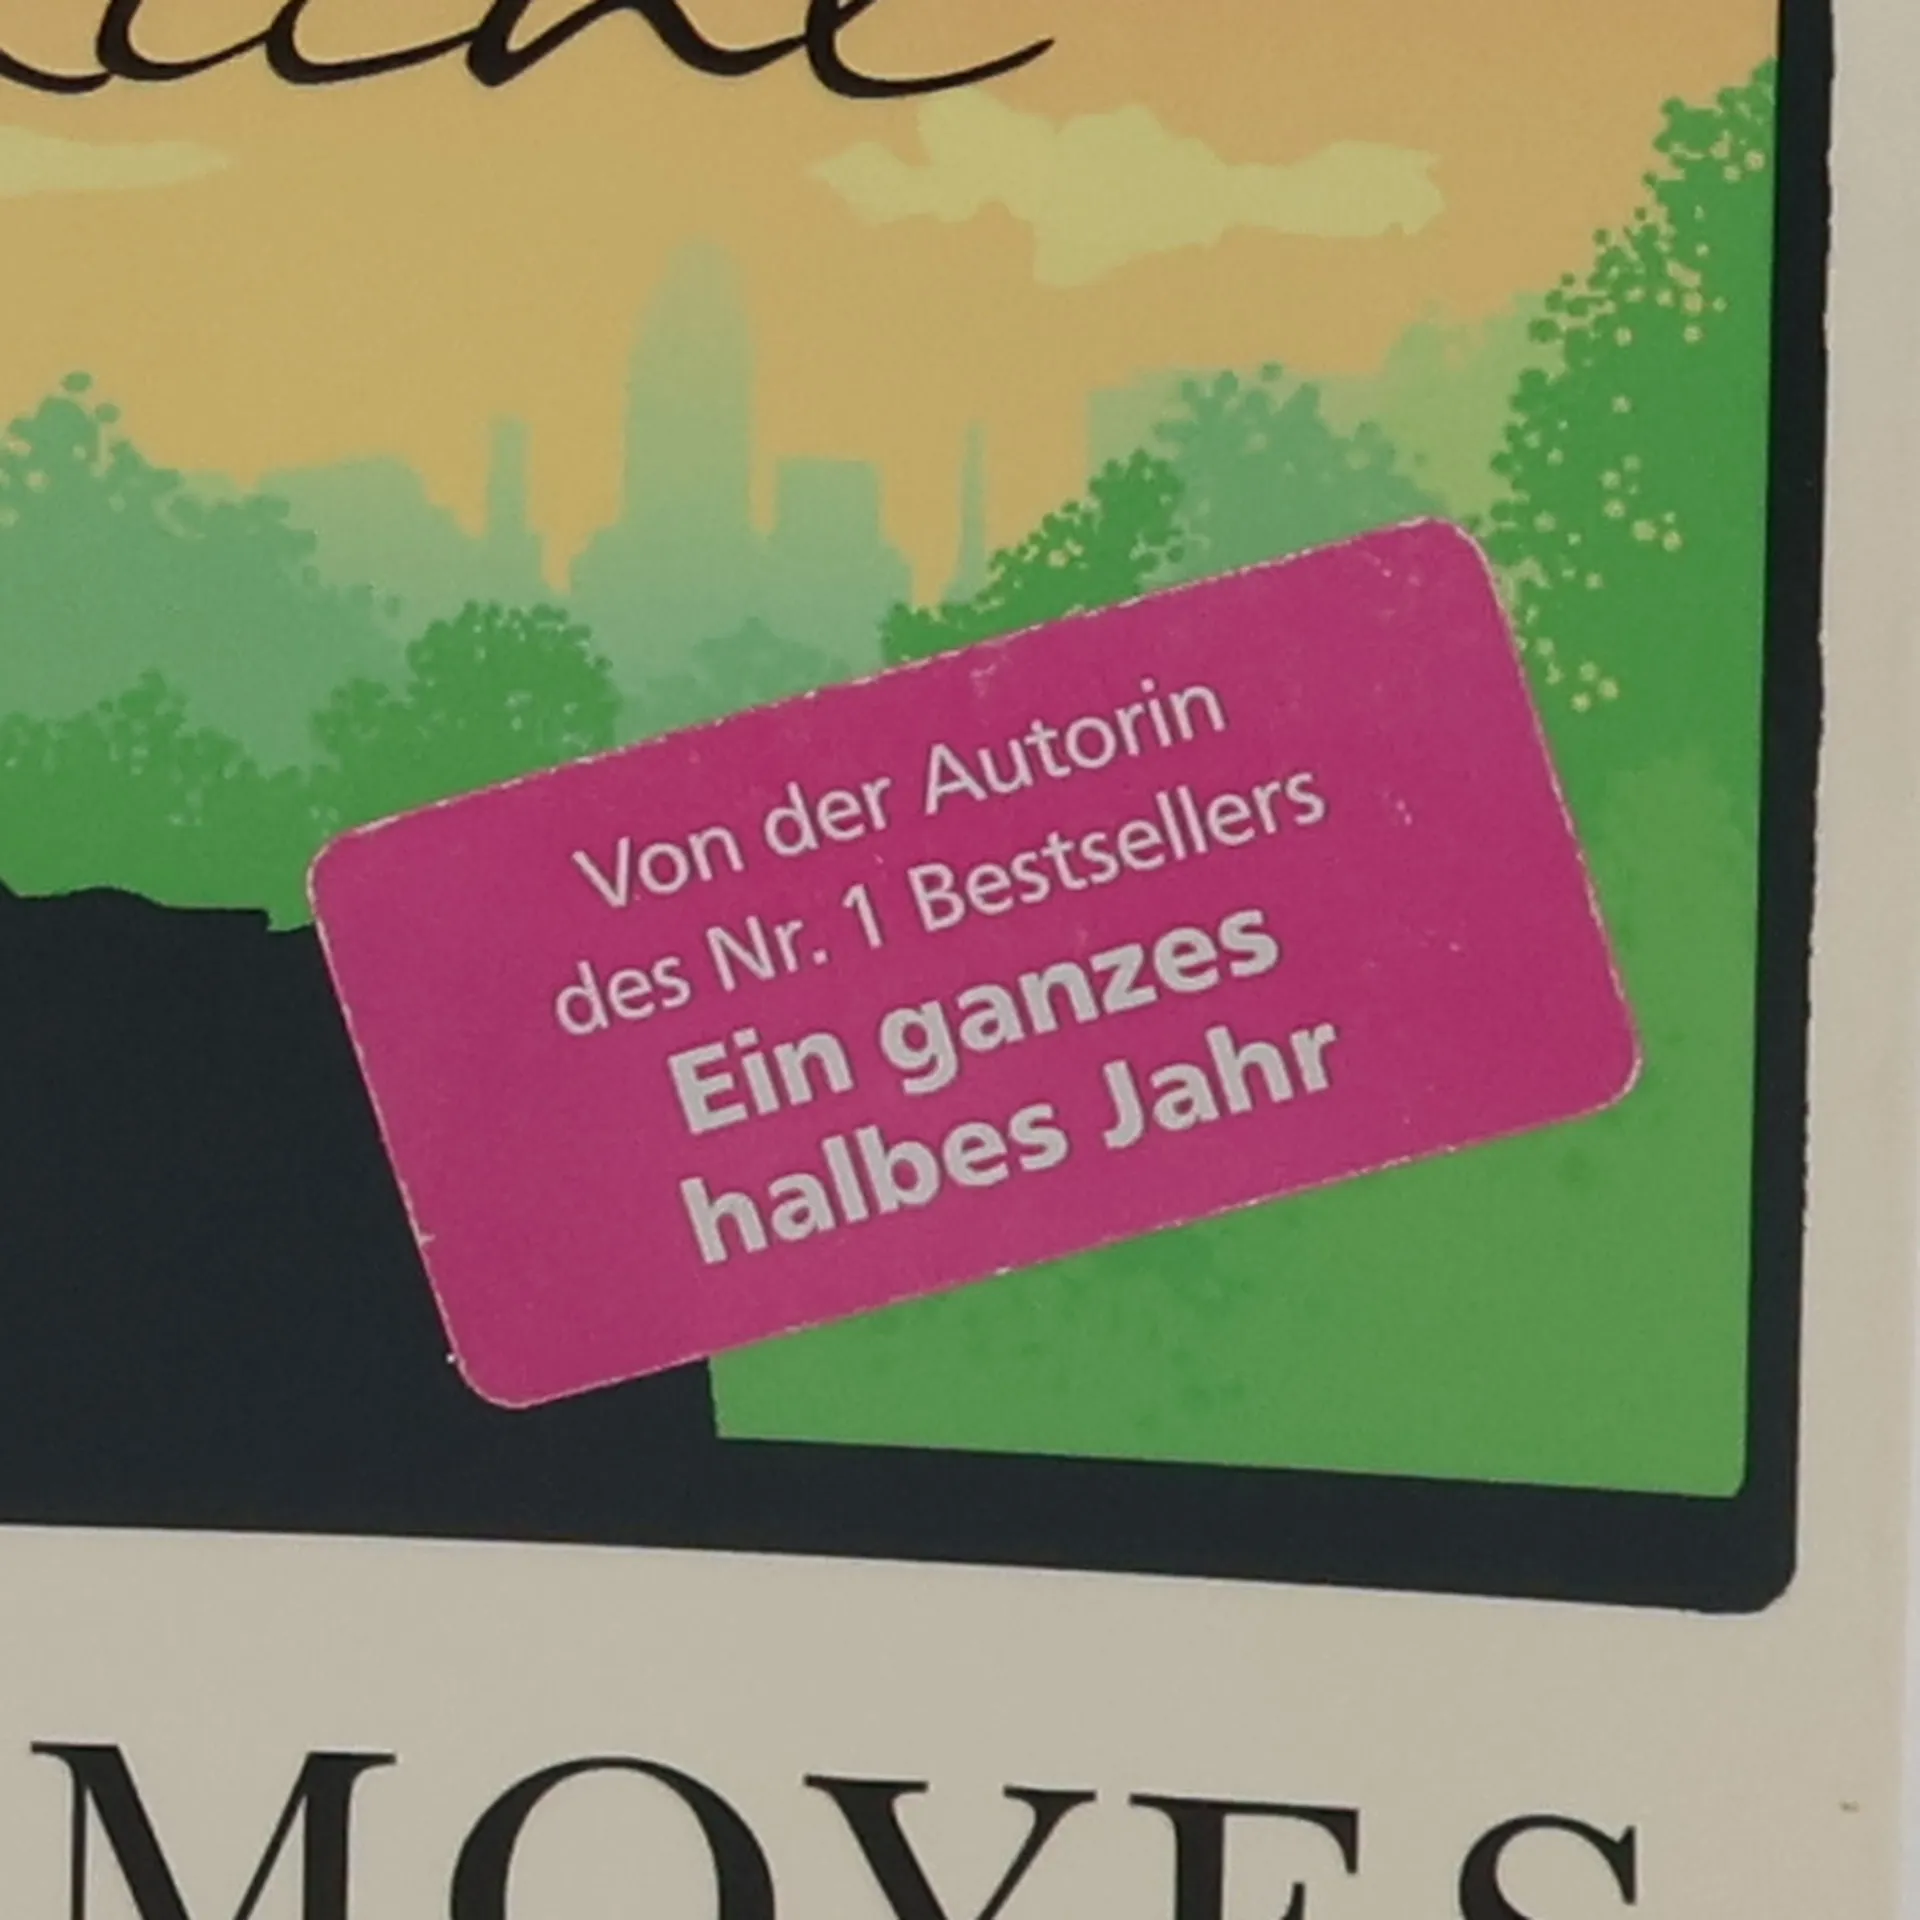 Von der Autorin
des Nr. 1 Bestsellers
Ein ganzes
halbes Jahr
MOYES